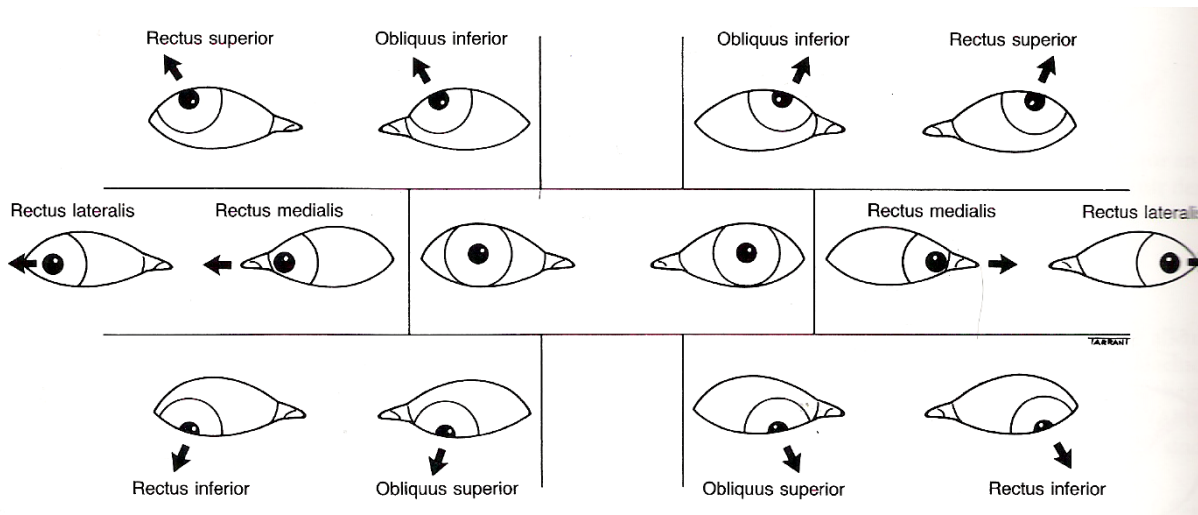 Rectus superior
Obliquus inferior
Obliquus inferior
Rectus superior
Rectus lateralis
Rectus medialis
Rectus medialis
Rectus lateralis
TARRANT
Rectus inferior
Obliquus superior
Obliquus superior
Rectus inferior